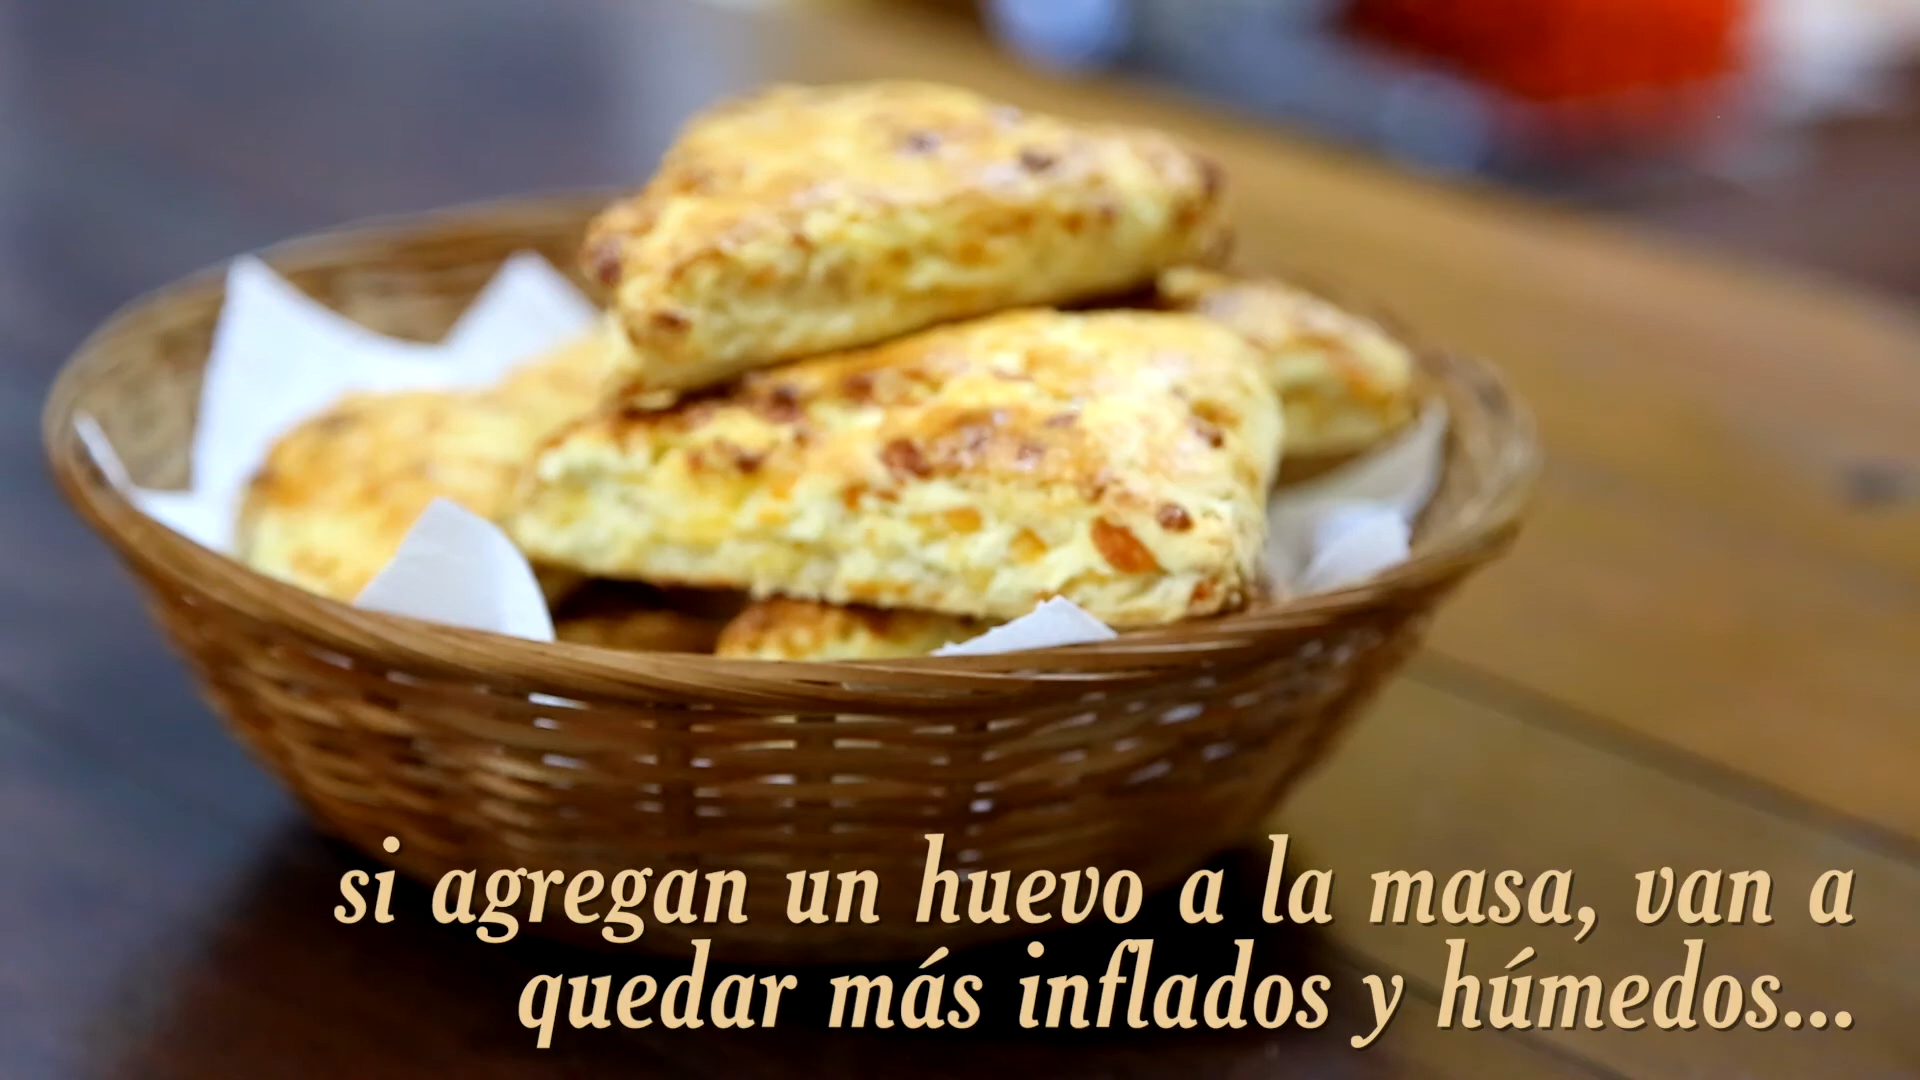 si agregan un huevo a la masa, van a
quedar más inflados y húmedos...